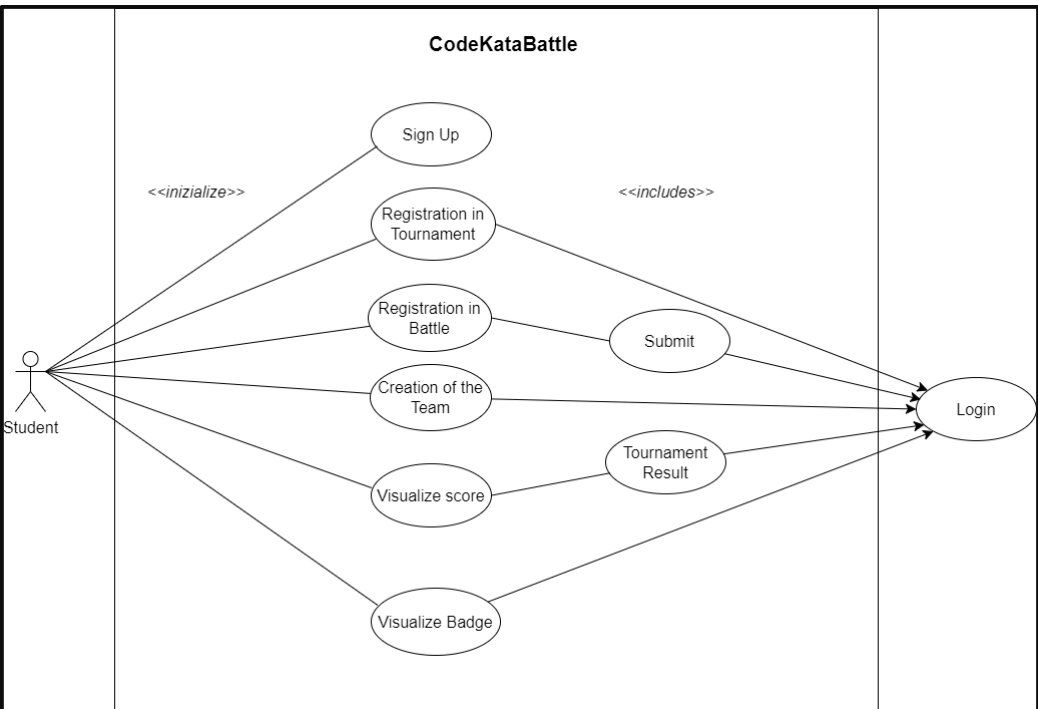 CodeKataBattle
Sign Up
<<inizialize>>
<<includes>>
Registration in
Tournament
Registration in
Battle
Submit
Creation of the
Team
Login
Student
Tournament
Result
Visualize score
Visualize Badge